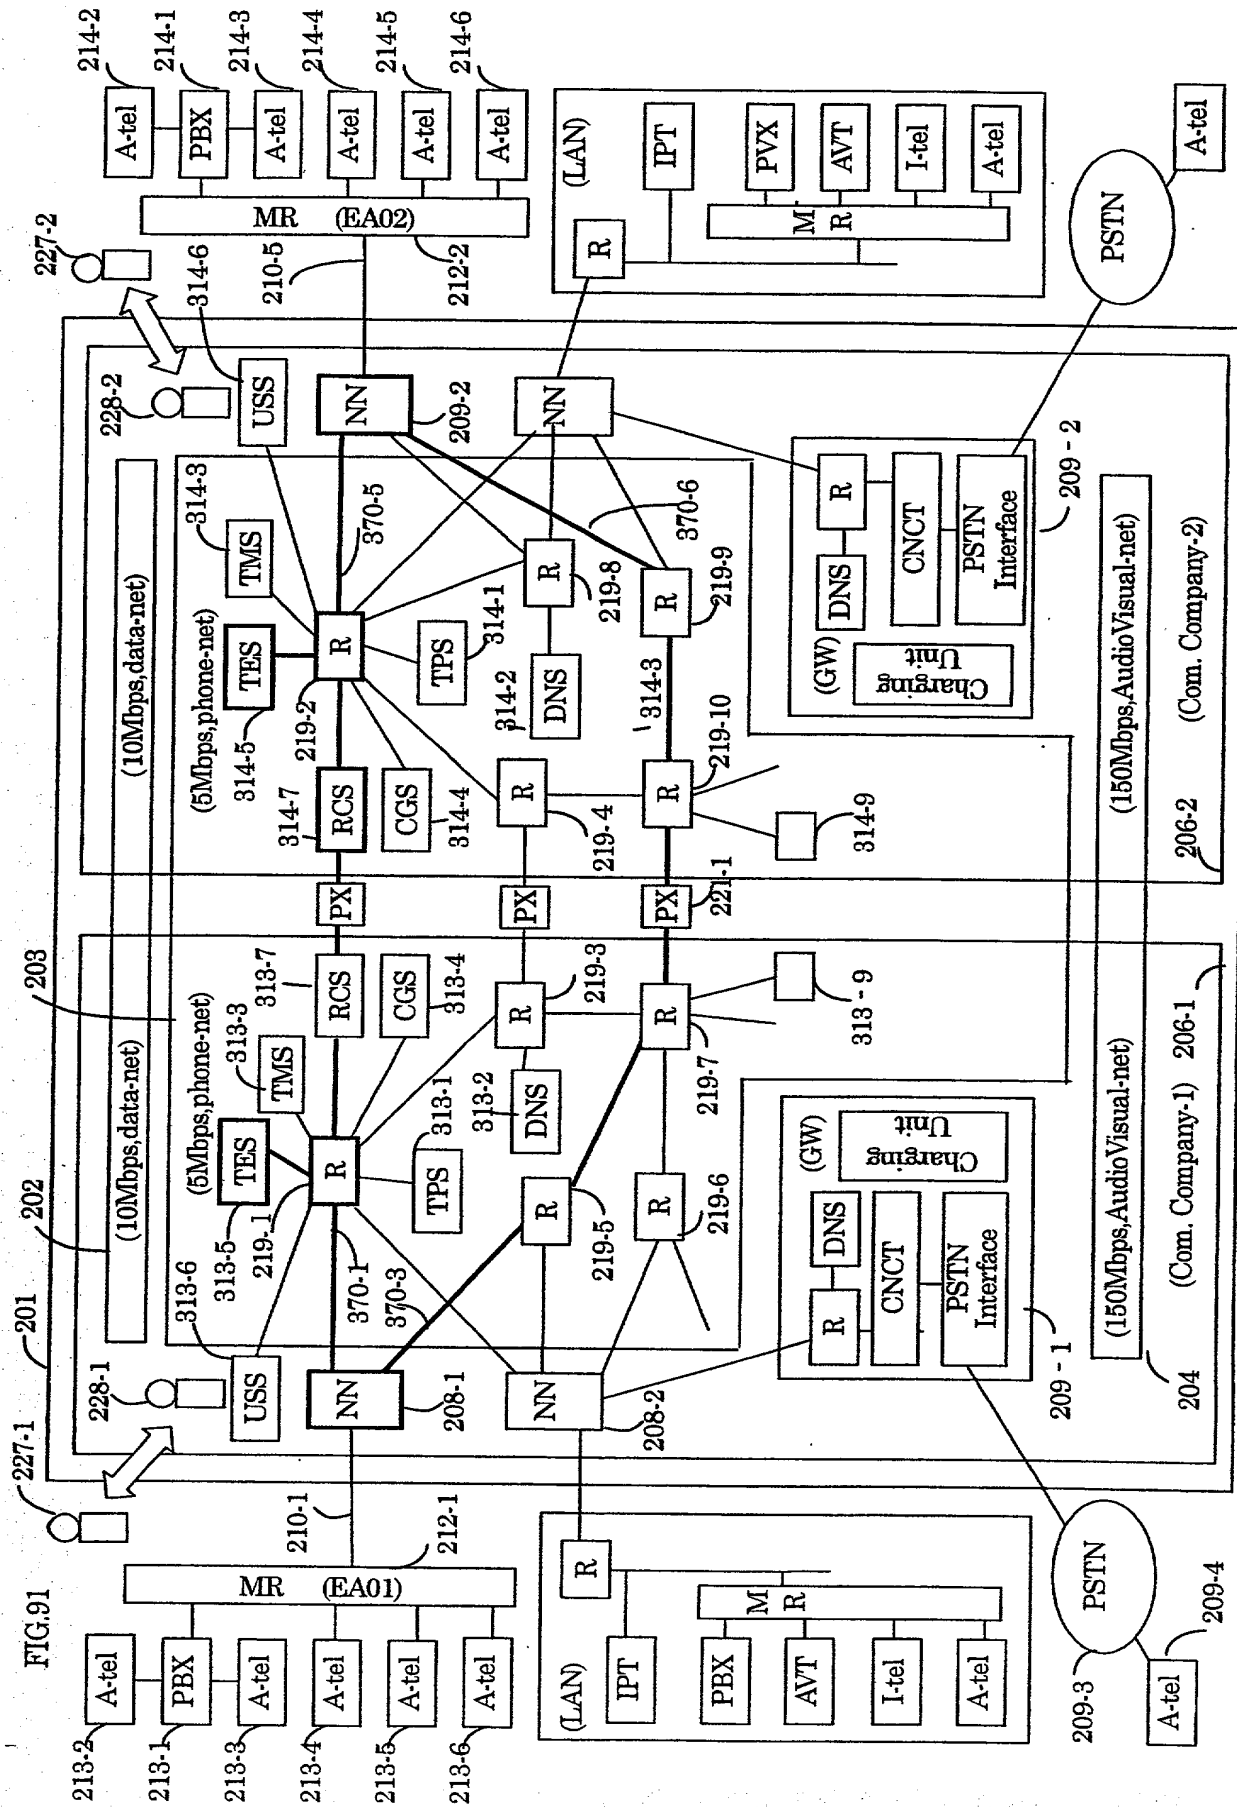 FIG.91
213-2
213-1
213-3
213-4
213-5
213-6
A-tel
PBX
A-tel
A-tel
A-tel
A-tel
MR (EA01)
212-1
210-1
227-1
228-1
201
202
203
(LAN)
R
IPT
PBX
AVT
I-tel
A-tel
M
R
PSTN
209-3
A-tel
209-4
(10Mbps,data-net)
(10Mbps,data-net)
USS
313-6
NN
208-1
NN
208-2
370-1
370-3
(5Mbps,phone-net)
TES
313-5
219-1
R
TMS
313-3
RCS
313-7
CGS
313-4
TPS
313-1
DNS
313-2
R
219-3
R
219-5
R
219-6
R
219-7
313-9
PX
PX
PX
221-1
(GW)
R
DNS
CNCT
PSTN
Interface
Charging
Unit
209-1
(150Mbps,AudioVisual-net)
204
(Com. Company-1)
206-1
(5Mbps,phone-net)
TES
314-5
219-2
R
TMS
314-3
RCS
314-7
CGS
314-4
TPS
314-1
DNS
314-2
R
219-4
R
219-8
R
219-9
R
219-10
314-3
314-9
370-5
370-6
USS
314-6
228-2
227-2
NN
209-2
NN
(GW)
R
DNS
CNCT
PSTN
Interface
Charging
Unit
209-2
(150Mbps,AudioVisual-net)
(Com. Company-2)
206-2
210-5
212-2
MR (EA02)
A-tel
PBX
A-tel
A-tel
A-tel
A-tel
214-2
214-1
214-3
214-4
214-5
214-6
(LAN)
R
IPT
PVX
AVT
I-tel
A-tel
M
R
PSTN
A-tel